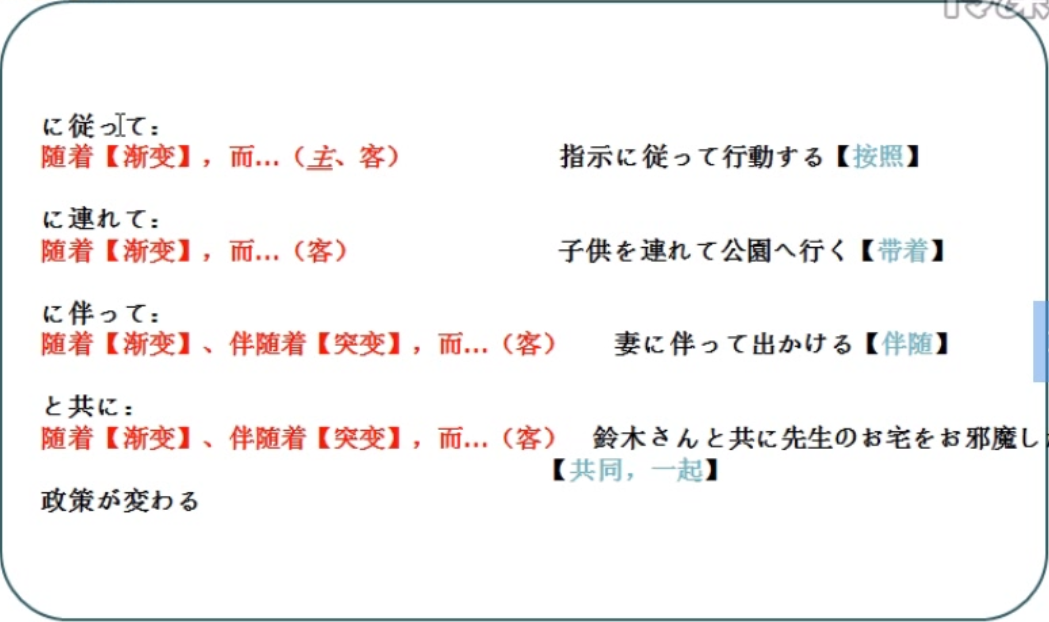 に従って：
随着【渐变】，而…（主、客） 指示に従って行動する【按照】
に連れて：
随着【渐变】，而…（客） 子供を連れて公園へ行く【带着】
に伴って：
随着【渐变】、伴随着【突变】，而…（客） 妻に伴って出かける【伴随】
と共に：
随着【渐变】、伴随着【突变】，而…（客） 鈴木さんと共に先生のお宅をお邪魔し
【共同，一起】
政策が変わる